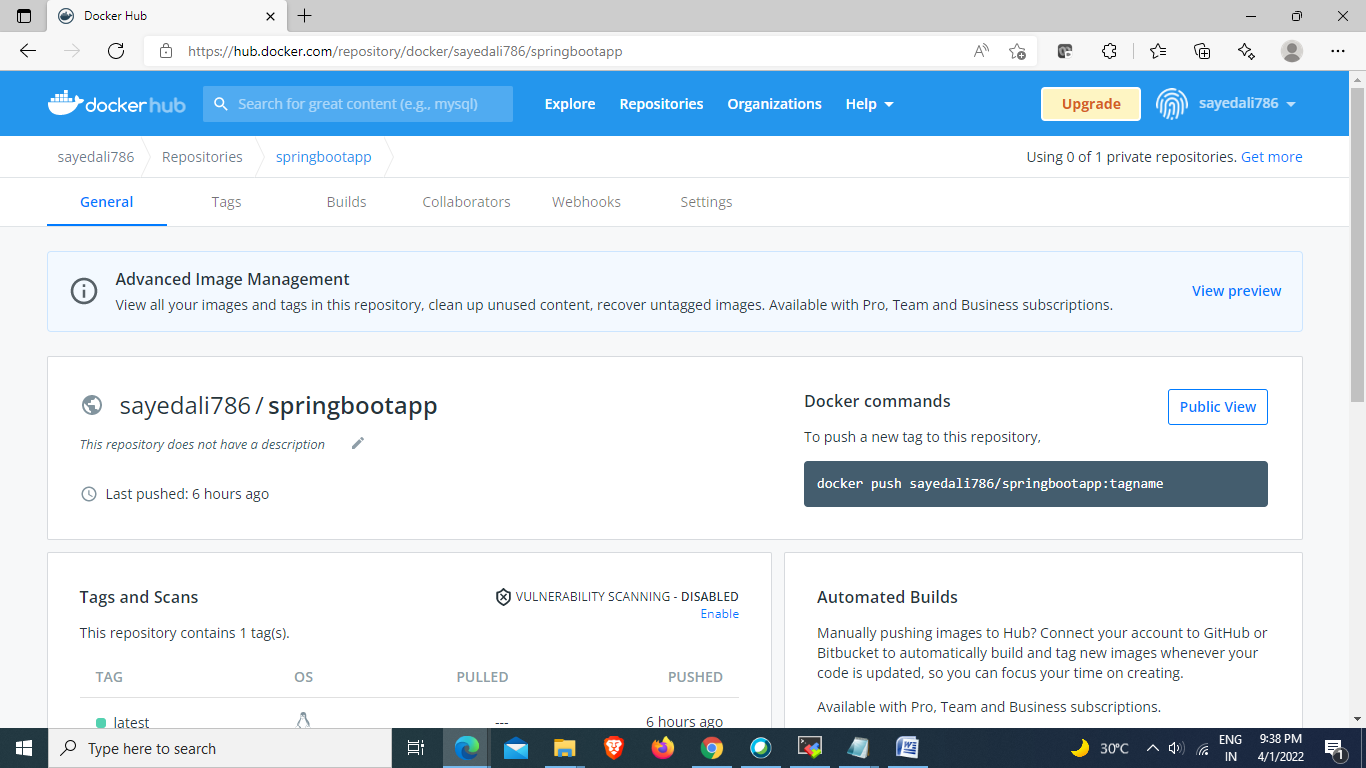 Docker Hub
https://hub.docker.com/repository/docker/sayedali786/springbootapp
dockerhub
Search for great content (e.g., mysql)
Explore
Repositories
Organizations
Help
Upgrade
sayedali786
sayedali786
Repositories
springbootapp
Using 0 of 1 private repositories. Get more
General
Tags
Builds
Collaborators
Webhooks
Settings
Advanced Image Management
View all your images and tags in this repository, clean up unused content, recover untagged images. Available with Pro, Team and Business subscriptions.
View preview
sayedali786 / springbootapp
This repository does not have a description
Last pushed: 6 hours ago
Docker commands
Public View
To push a new tag to this repository,
docker push sayedali786/springbootapp:tagname
Tags and Scans
VULNERABILITY SCANNING - DISABLED
Enable
This repository contains 1 tag(s).
TAG
OS
PULLED
PUSHED
latest
---
6 hours ago
Automated Builds
Manually pushing images to Hub? Connect your account to GitHub or
Bitbucket to automatically build and tag new images whenever your
code is updated, so you can focus your time on creating.
Available with Pro, Team and Business subscriptions.
Type here to search
30°C
ENG
IN
9:38 PM
4/1/2022
1